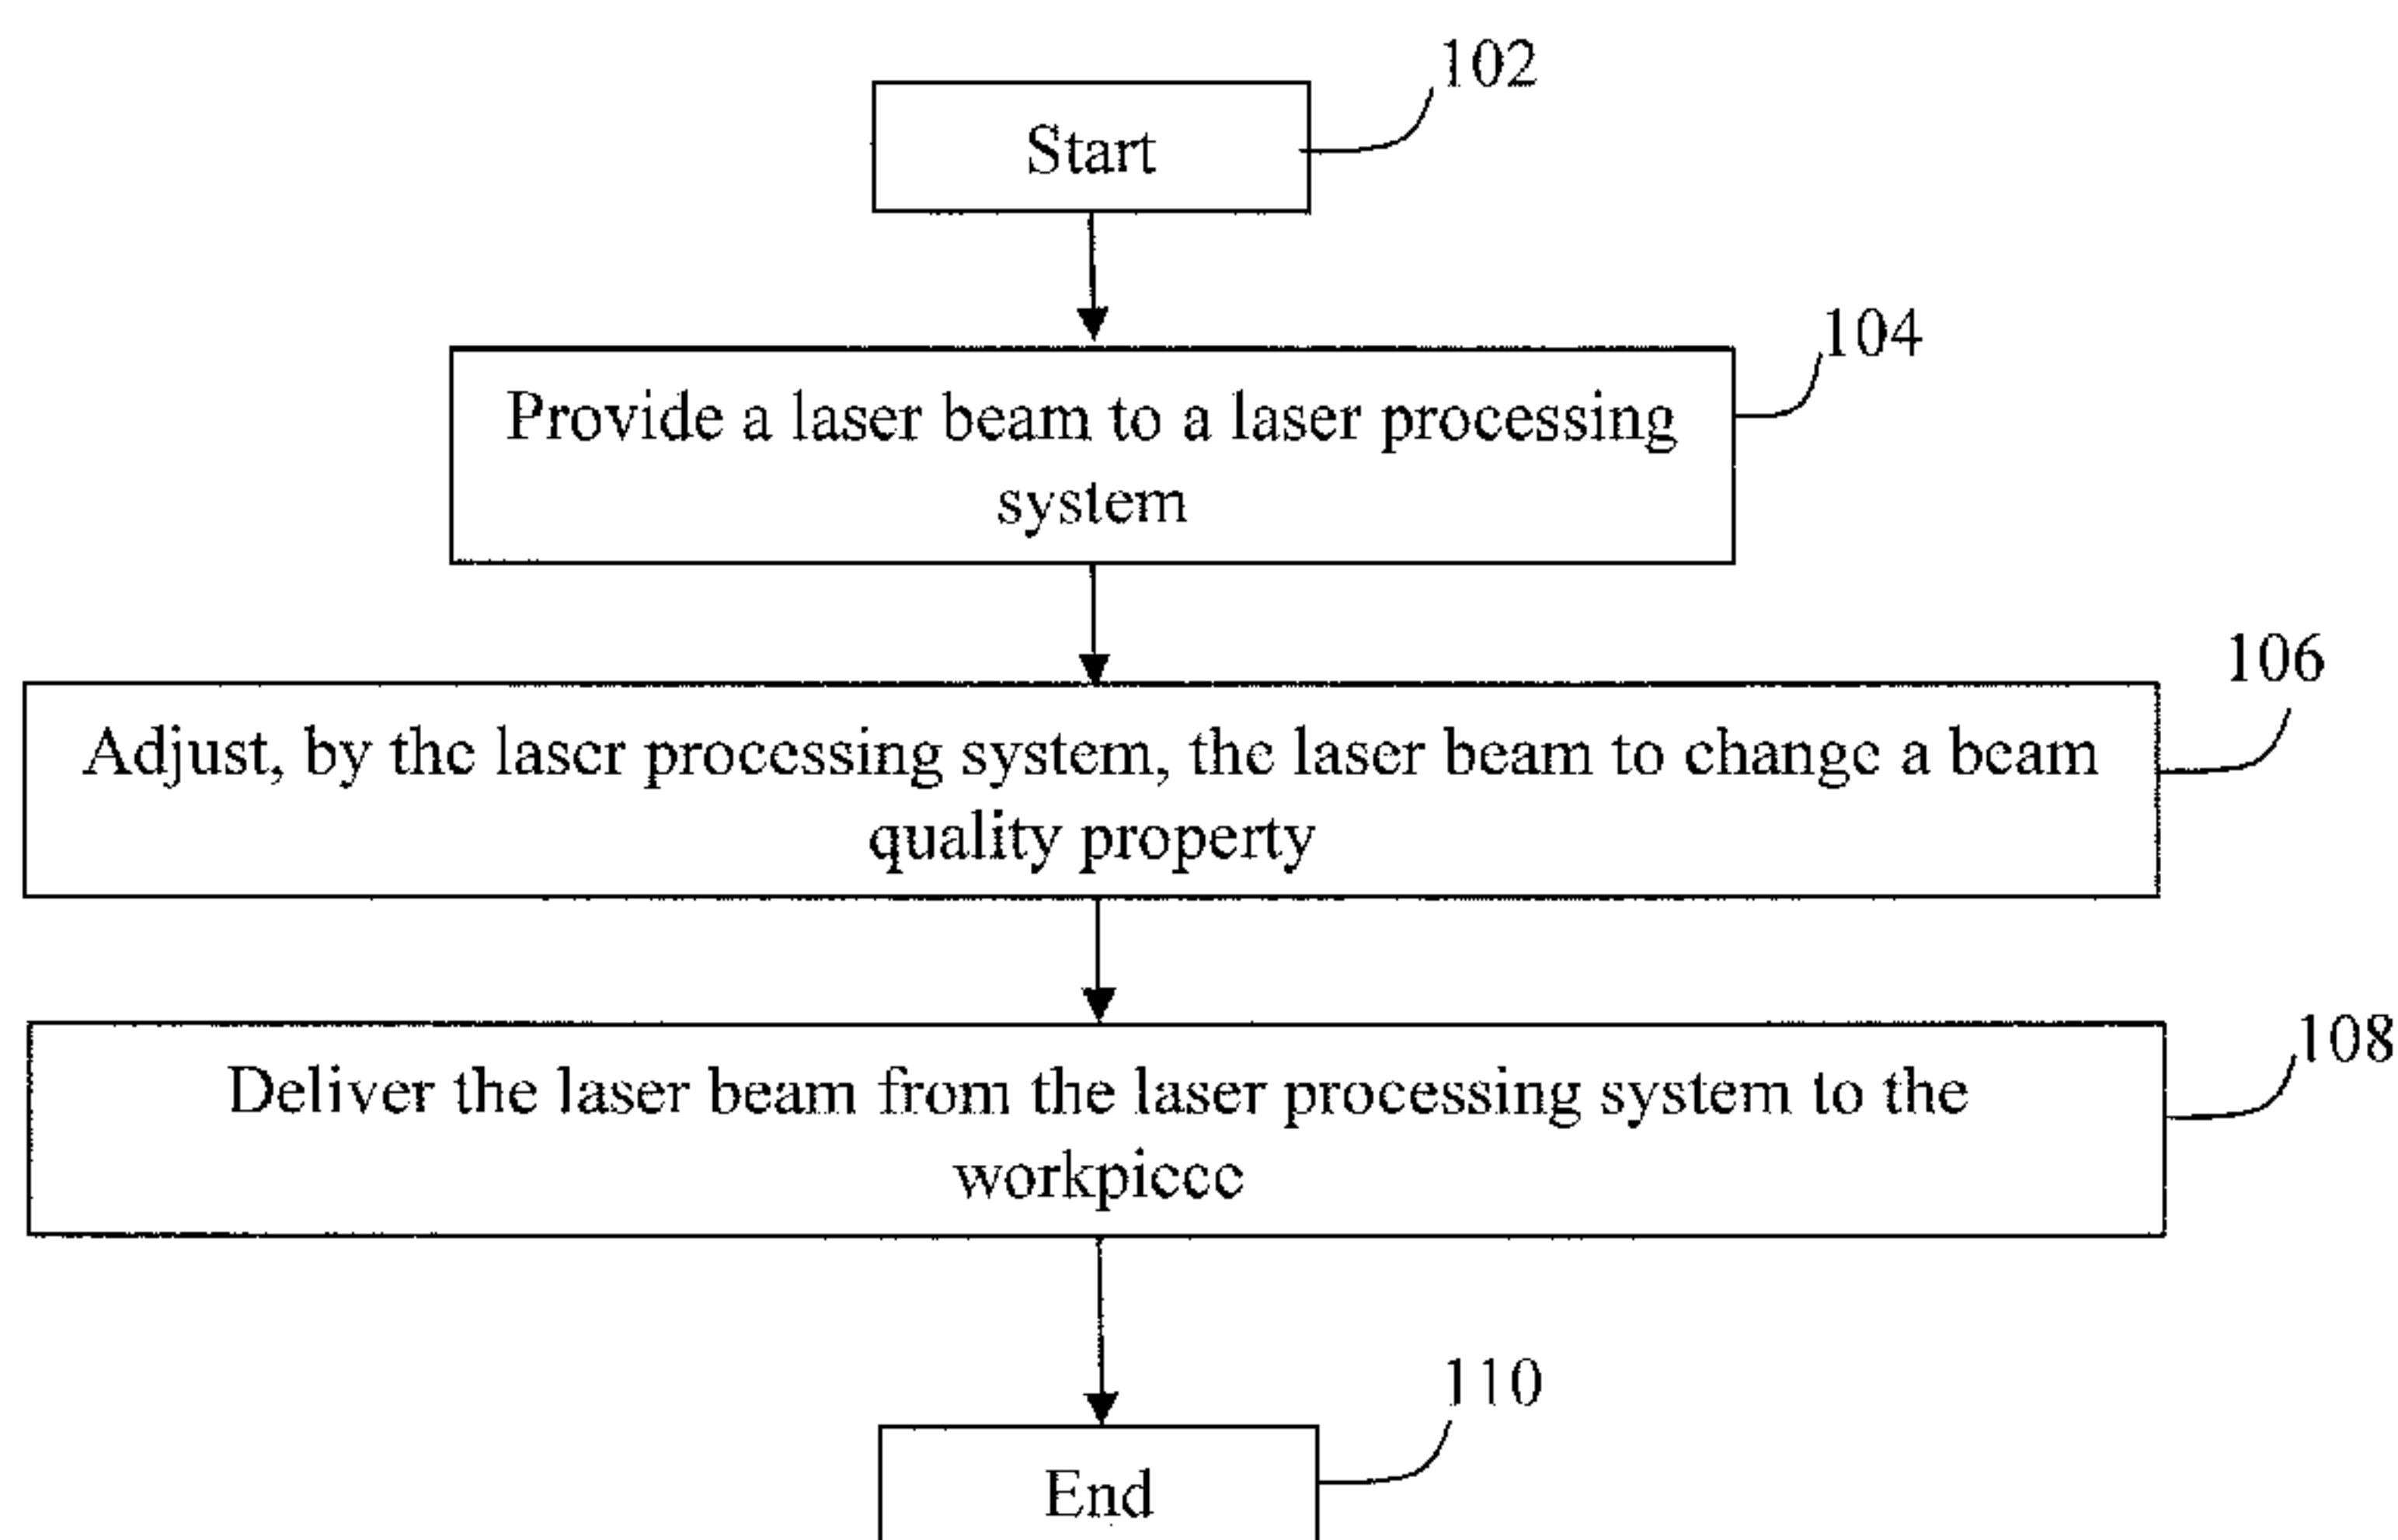 102
Start
104
Provide a laser beam to a laser processing
system
106
Adjust, by the laser processing system, the laser beam to change a beam
quality property
108
Deliver the laser beam from the laser processing system to the
workpiece
110
End